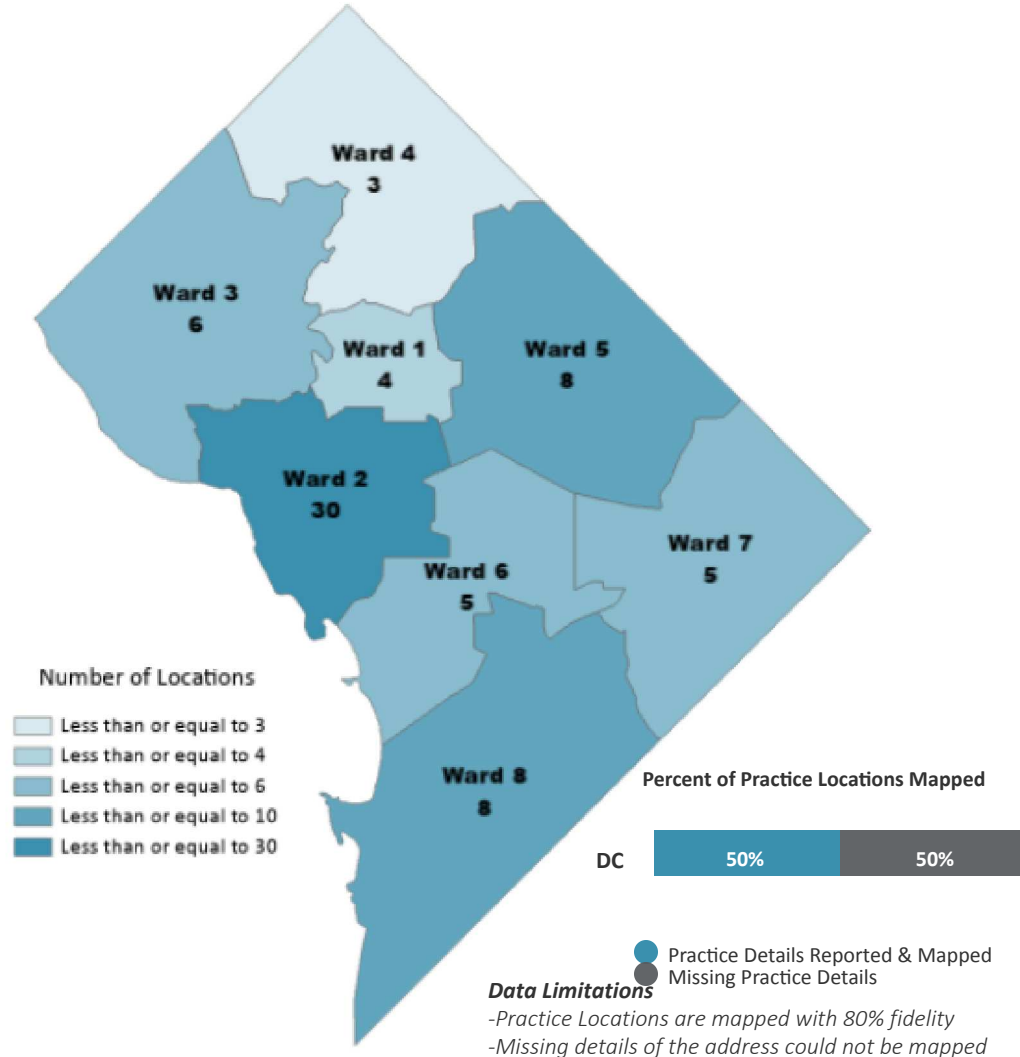 Ward 4
3
Ward 3
6
Ward 1
4
Ward 5
8
Ward 2
30
Ward 7
5
Ward 6
5
Ward 8
8
Number of Locations
Less than or equal to 3
Less than or equal to 4
Less than or equal to 6
Less than or equal to 10
Less than or equal to 30
Percent of Practice Locations Mapped
DC 50% 50%
Practice Details Reported & Mapped
Missing Practice Details
Data Limitations
-Practice Locations are mapped with 80% fidelity
-Missing details of the address could not be mapped